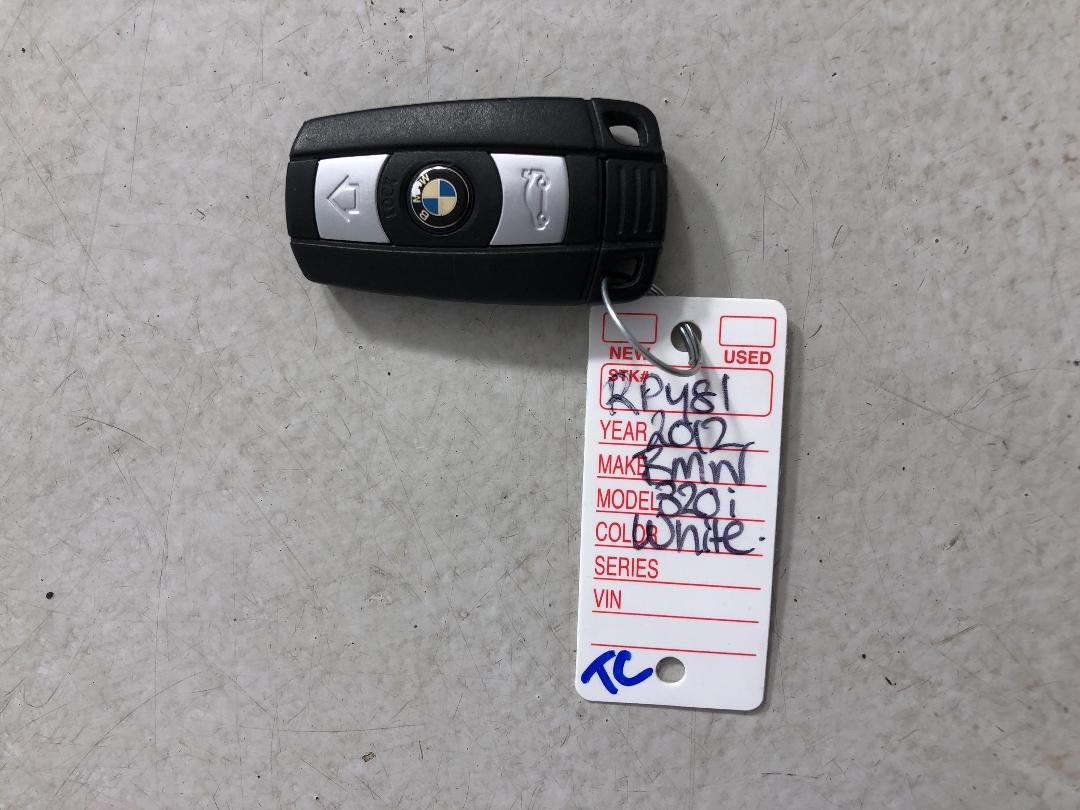 LOCK
BMW
NEW USED
STK# RP481
YEAR 2012
MAKE BMW
MODEL 320i
COLOR White.
SERIES
VIN
TC